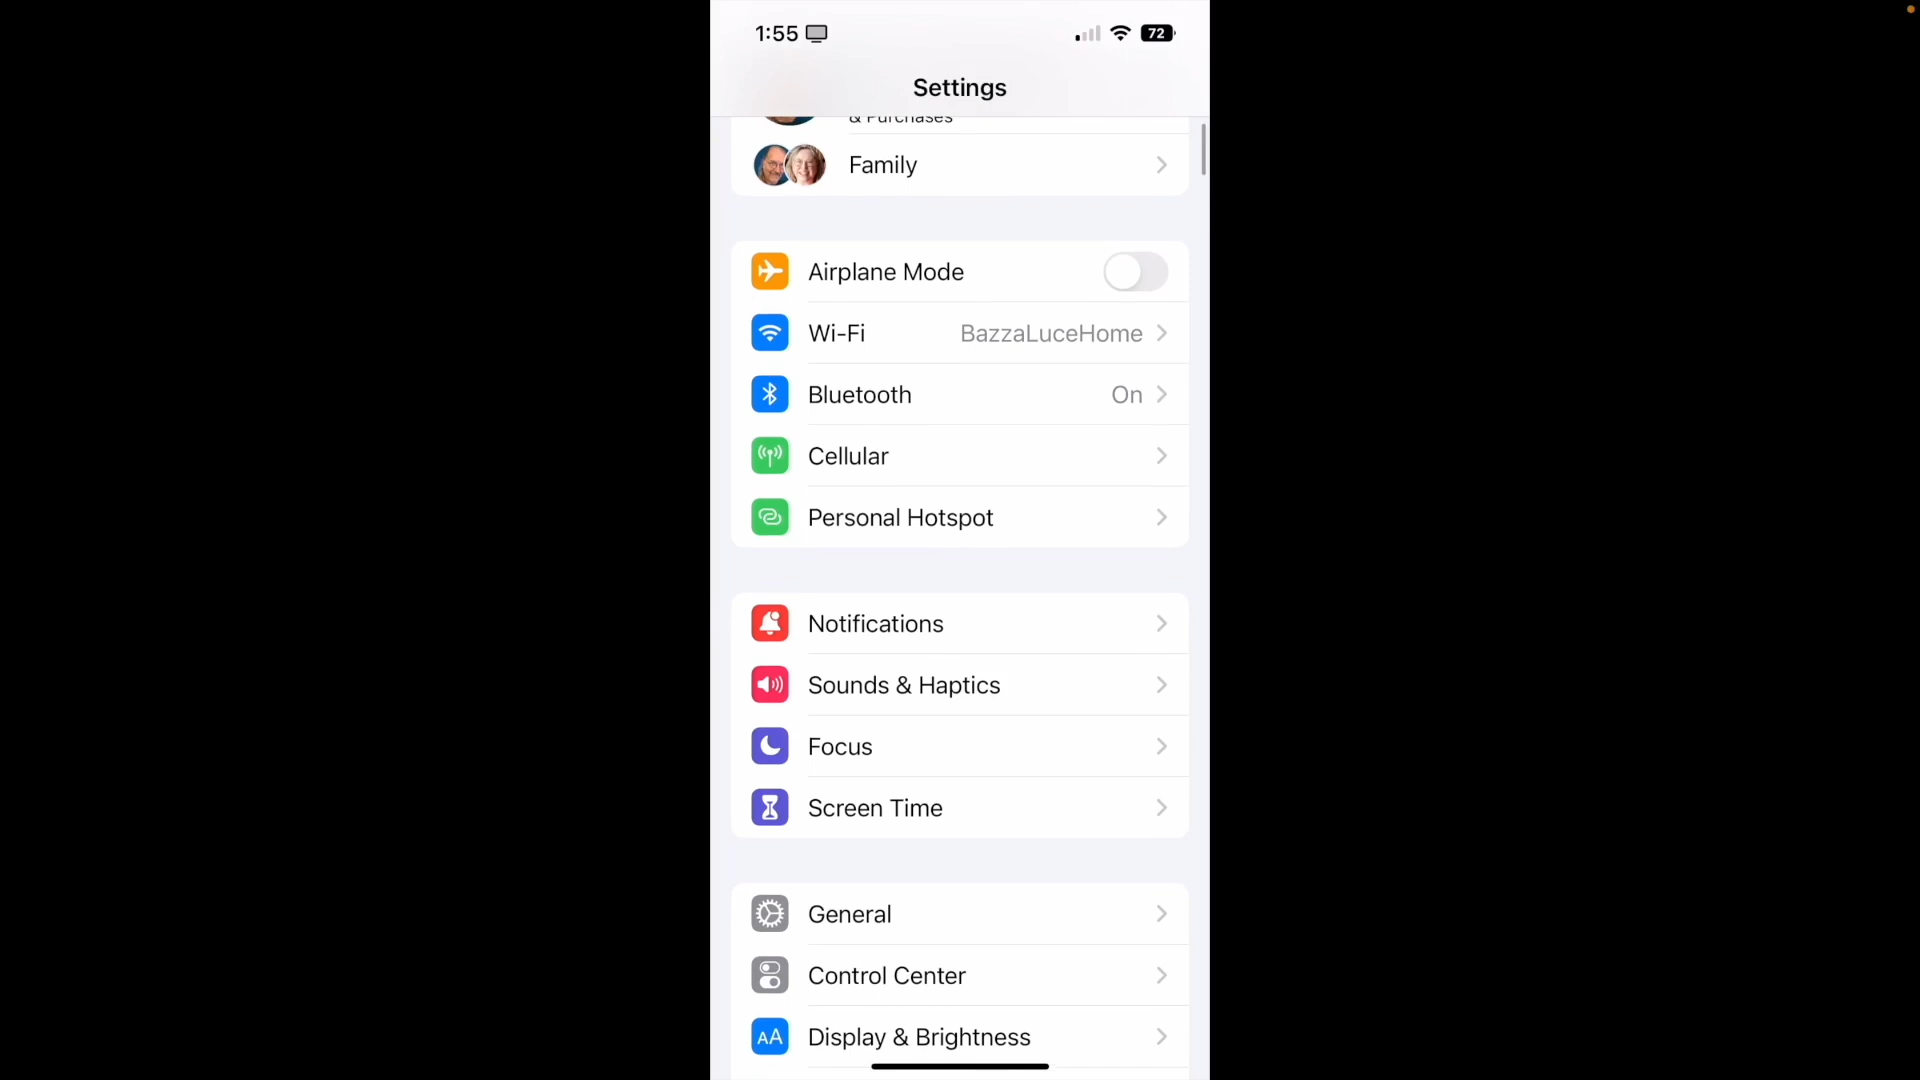 1:55
72
Settings
& Purchases
Family
Airplane Mode
Wi-Fi BazzaLuceHome
Bluetooth On
Cellular
Personal Hotspot
Notifications
Sounds & Haptics
Focus
Screen Time
General
Control Center
AA Display & Brightness